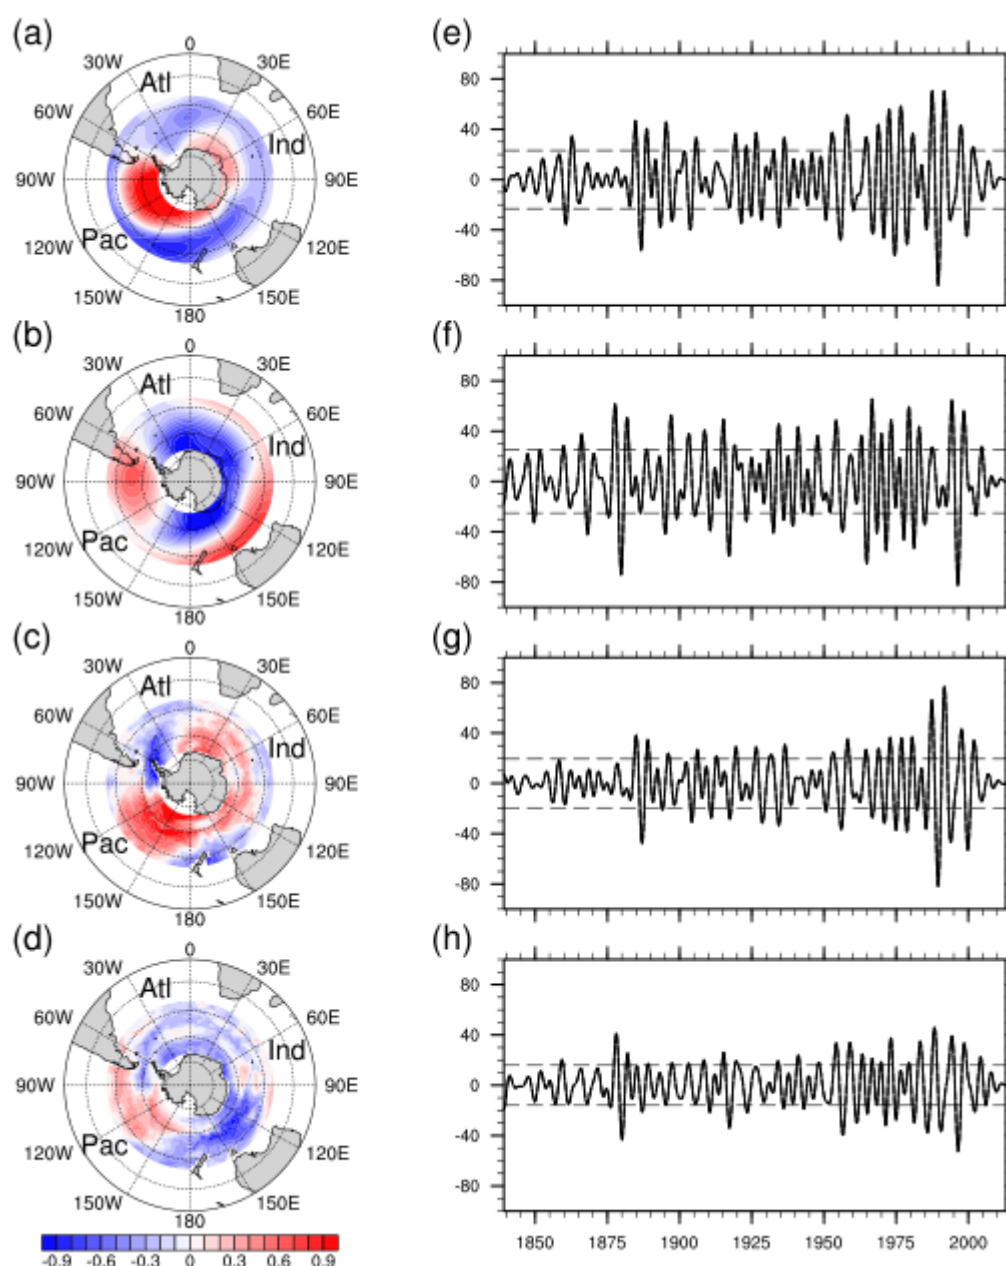 (a)
0
30W
30E
Atl
60W
60E
Ind
90W
90E
Pac
120W
120E
150W
150E
180
(e)
80
40
0
-40
-80
(b)
0
30W
30E
Atl
60W
60E
Ind
90W
90E
Pac
120W
120E
150W
150E
180
(f)
80
40
0
-40
-80
(c)
0
30W
30E
Atl
60W
60E
Ind
90W
90E
Pac
120W
120E
150W
150E
180
(g)
80
40
0
-40
-80
(d)
0
30W
30E
Atl
60W
60E
Ind
90W
90E
Pac
120W
120E
150W
150E
180
-0.9 -0.6 -0.3 0 0.3 0.6 0.9
(h)
80
40
0
-40
-80
1850 1875 1900 1925 1950 1975 2000